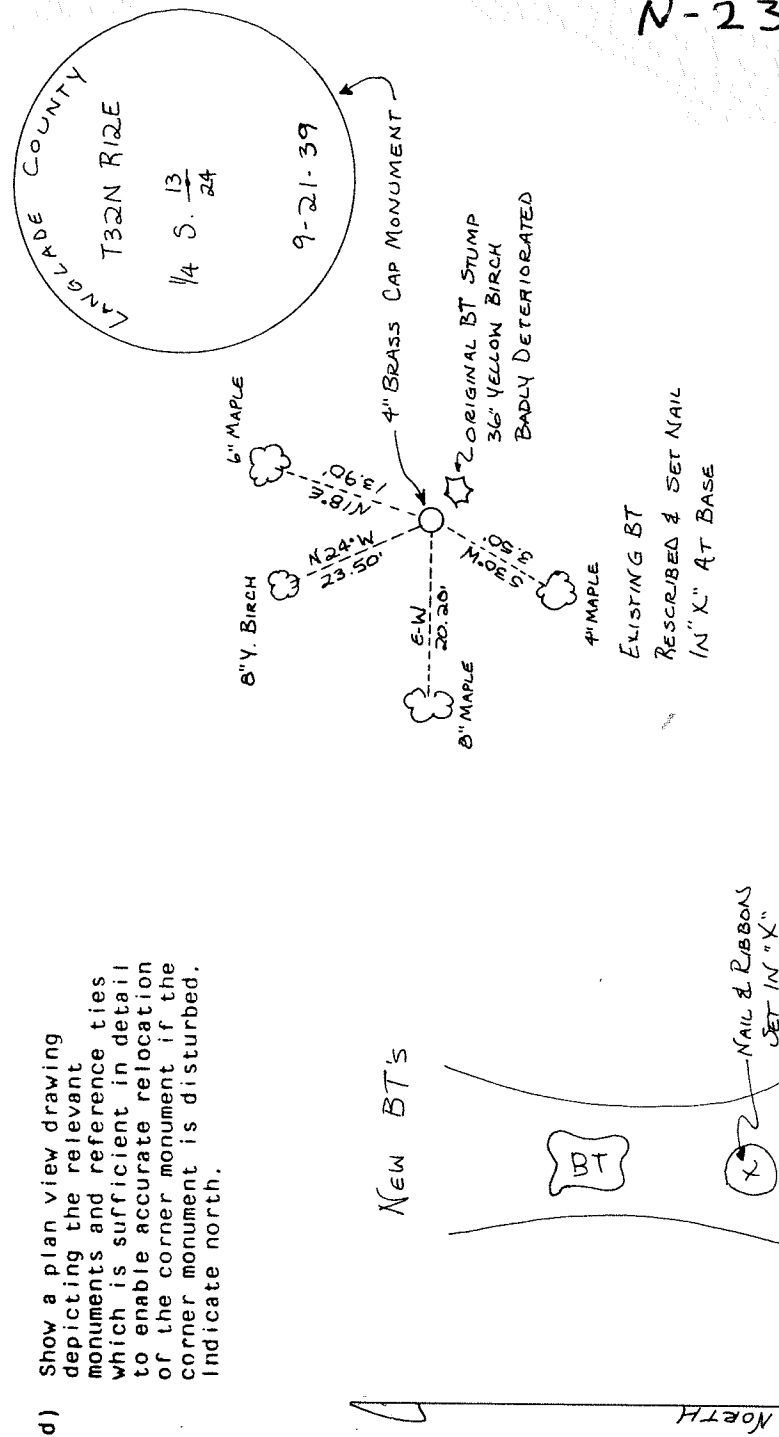 N-23
d) Show a plan view drawing
depicting the relevant
monuments and reference ties
which is sufficient in detail
to enable accurate relocation
of the corner monument if the
corner monument is disturbed.
Indicate north.
NORTH
NEW BT's
BT
X
NAIL & RIBBONS
SET IN "X"
LANGLADE COUNTY
T32N R12E
1/4 S. 13
24
9-21-39
4" BRASS CAP MONUMENT
6" MAPLE
N18°E
13.90'
8" Y. BIRCH
N24°W
23.50'
E-W
20.20'
8" MAPLE
S30°W
3.50'
4" MAPLE
ORIGINAL BT STUMP
36" YELLOW BIRCH
BADLY DETERIORATED
EXISTING BT
RESCRIBED & SET NAIL
IN "X" AT BASE